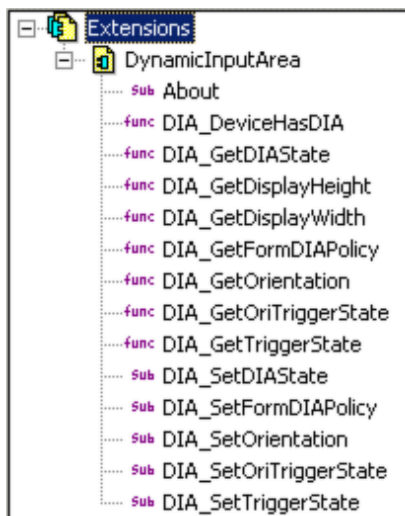 Extensions
DynamicInputArea
Sub About
func DIA_DeviceHasDIA
func DIA_GetDIAState
func DIA_GetDisplayHeight
func DIA_GetDisplayWidth
func DIA_GetFormDIAPolicy
func DIA_GetOrientation
func DIA_GetOriTriggerState
func DIA_GetTriggerState
Sub DIA_SetDIAState
Sub DIA_SetFormDIAPolicy
Sub DIA_SetOrientation
Sub DIA_SetOriTriggerState
Sub DIA_SetTriggerState